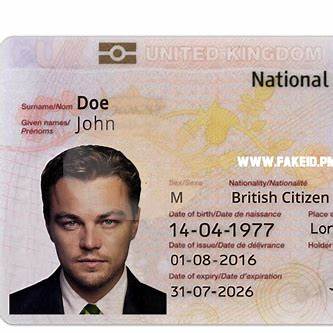 UNITED KINGDOM
National
Surname/Nom Doe
Given names/ John
Prénoms
WWW.FAKEID.PM
Sex/Sexe Nationality/Nationalité
M British Citizen
Date of birth/Date de naissance Place
14-04-1977 Lon
Date of issue/Date de délivrance
01-08-2016
Date of expiry/Date d'expiration
31-07-2026